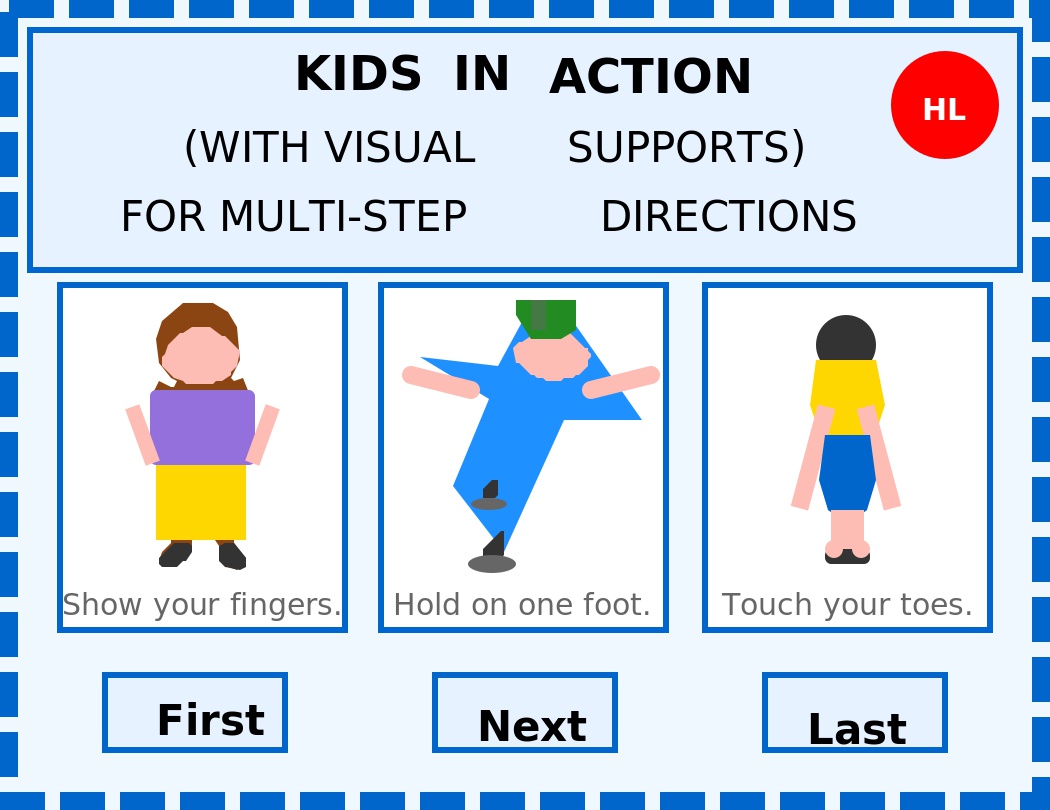 KIDS IN ACTION
HL
(WITH VISUAL SUPPORTS)
FOR MULTI-STEP DIRECTIONS
Show your fingers.
Hold on one foot.
Touch your toes.
First
Next
Last